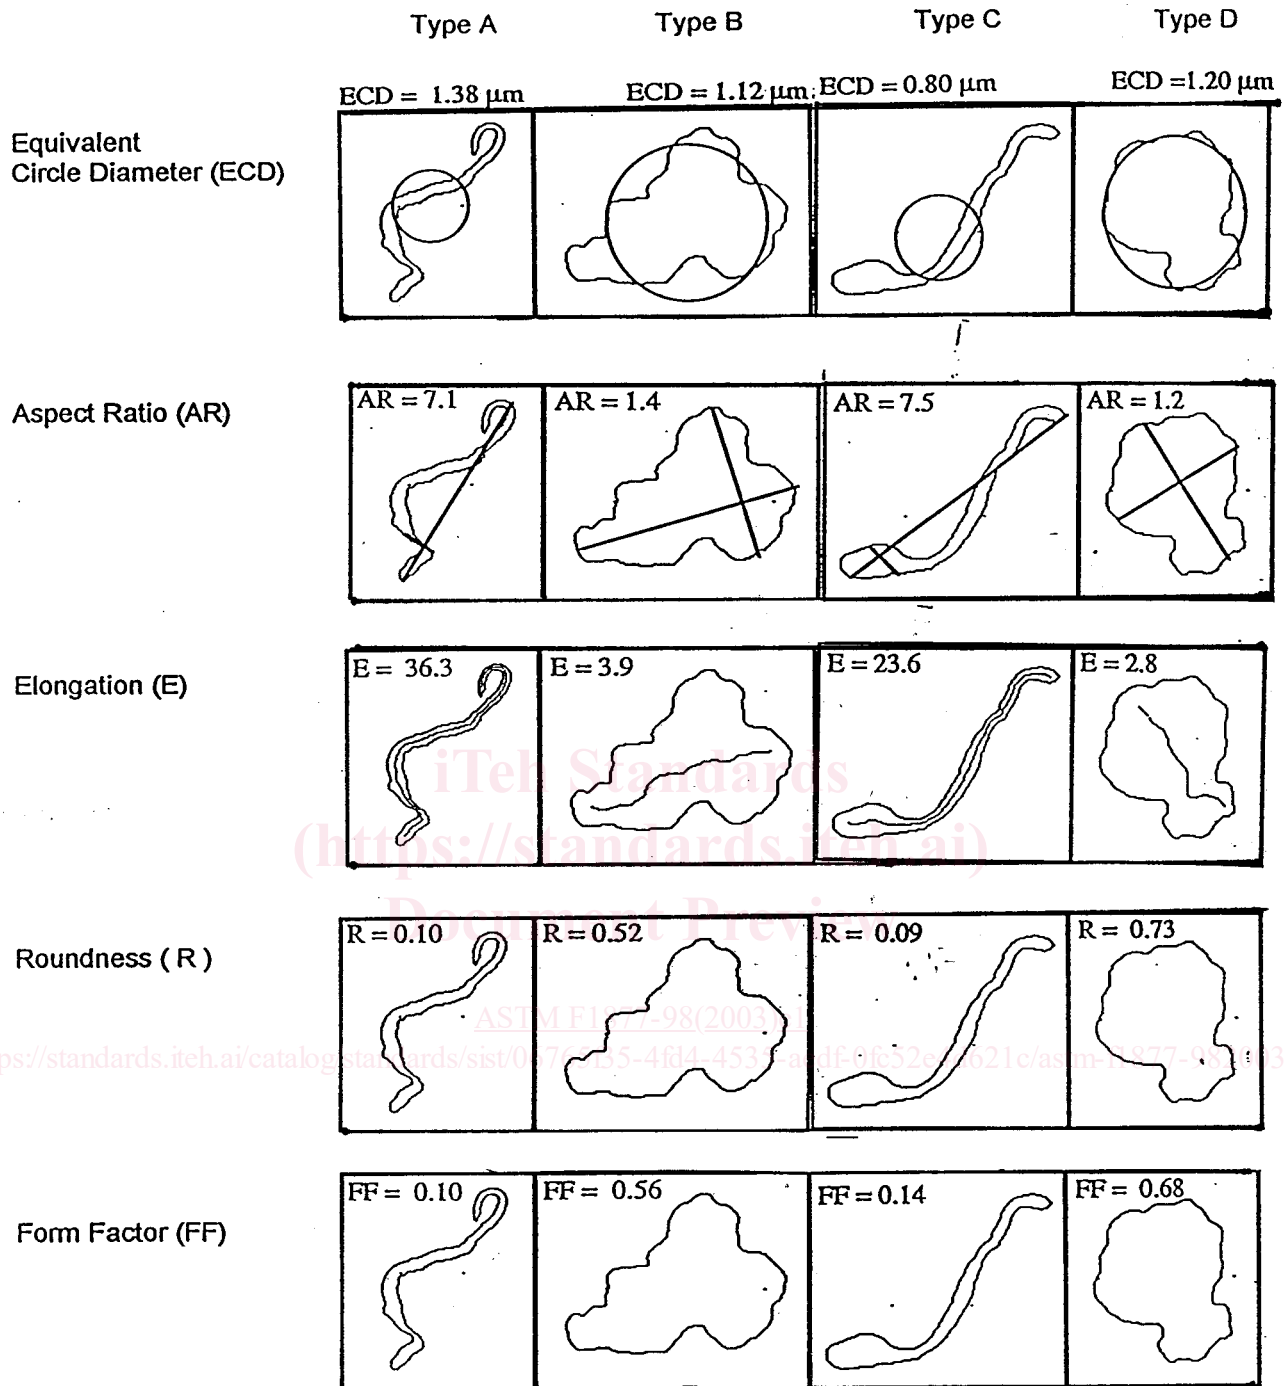 Type A Type B Type C Type D
ECD = 1.38 µm ECD = 1.12 µm ECD = 0.80 µm ECD =1.20 µm
Equivalent
Circle Diameter (ECD)
Aspect Ratio (AR)
AR = 7.1 AR = 1.4 AR = 7.5 AR = 1.2
Elongation (E)
E = 36.3 E = 3.9 E = 23.6 E = 2.8
iTeh Standards
(https://standards.iteh.ai)
Document Preview
Roundness ( R )
R = 0.10 R = 0.52 R = 0.09 R = 0.73
ASTM F1877-98(2003)
Form Factor (FF)
FF = 0.10 FF = 0.56 FF = 0.14 FF = 0.68